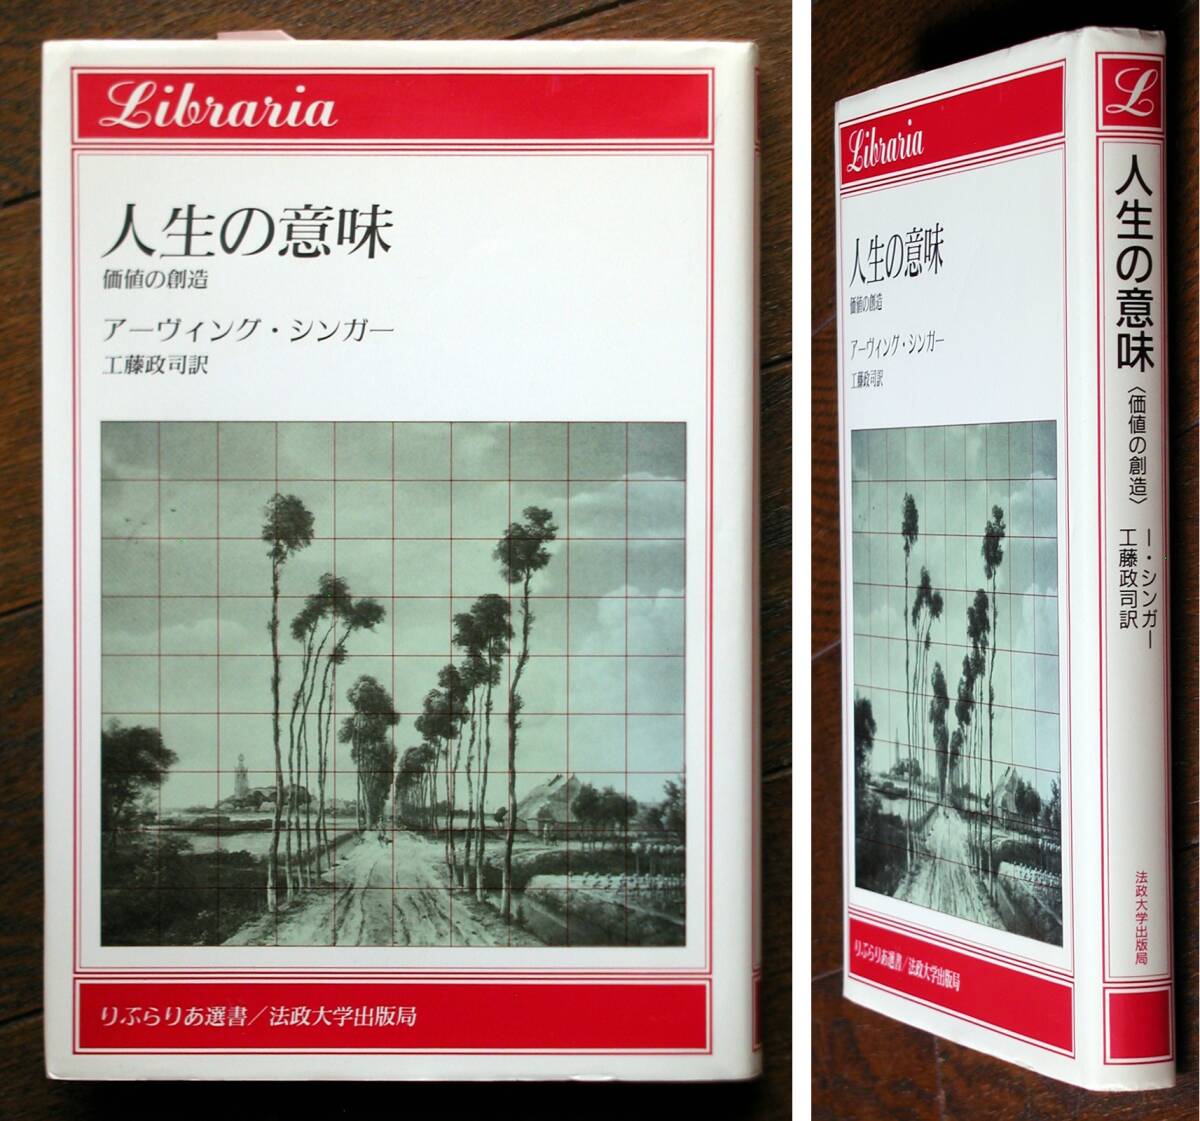 Libraria
人生の意味
価値の創造
アーヴィング・シンガー
工藤政司訳
りぶらりあ選書／法政大学出版局
Libraria
人生の意味
価値の創造
アーヴィング・シンガー
工藤政司訳
りぶらりあ選書／法政大学出版局
L
人生の意味〈価値の創造〉
I・シンガー
工藤政司訳
法政大学出版局